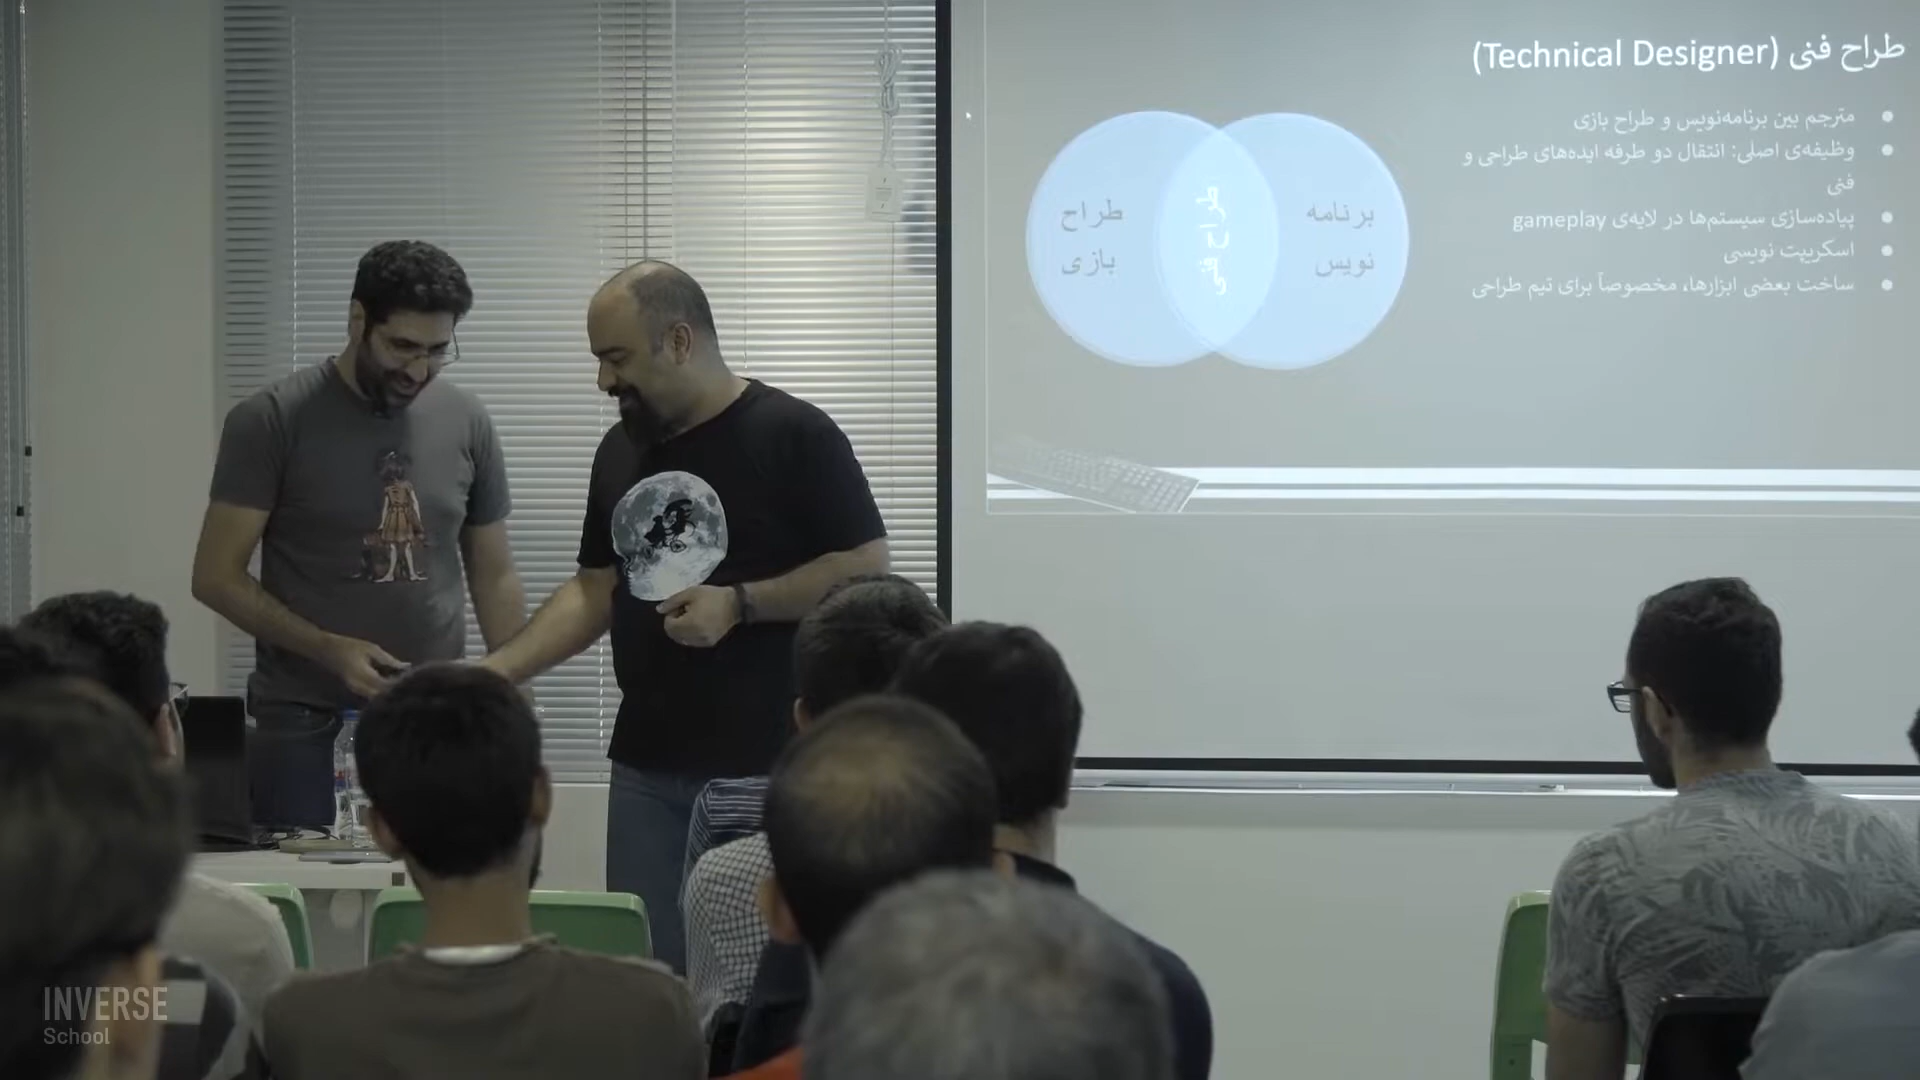 طراح فنی (Technical Designer)
مترجم بین برنامه‌نویس و طراح بازی
وظیفه‌ی اصلی: انتقال دو طرفه ایده‌های طراحی و
فنی
پیاده‌سازی سیستم‌ها در لایه‌ی gameplay
اسکریپت نویسی
ساخت بعضی ابزارها، مخصوصاً برای تیم طراحی
برنامه
نویس
طراح فنی
طراح
بازی
INVERSE
School